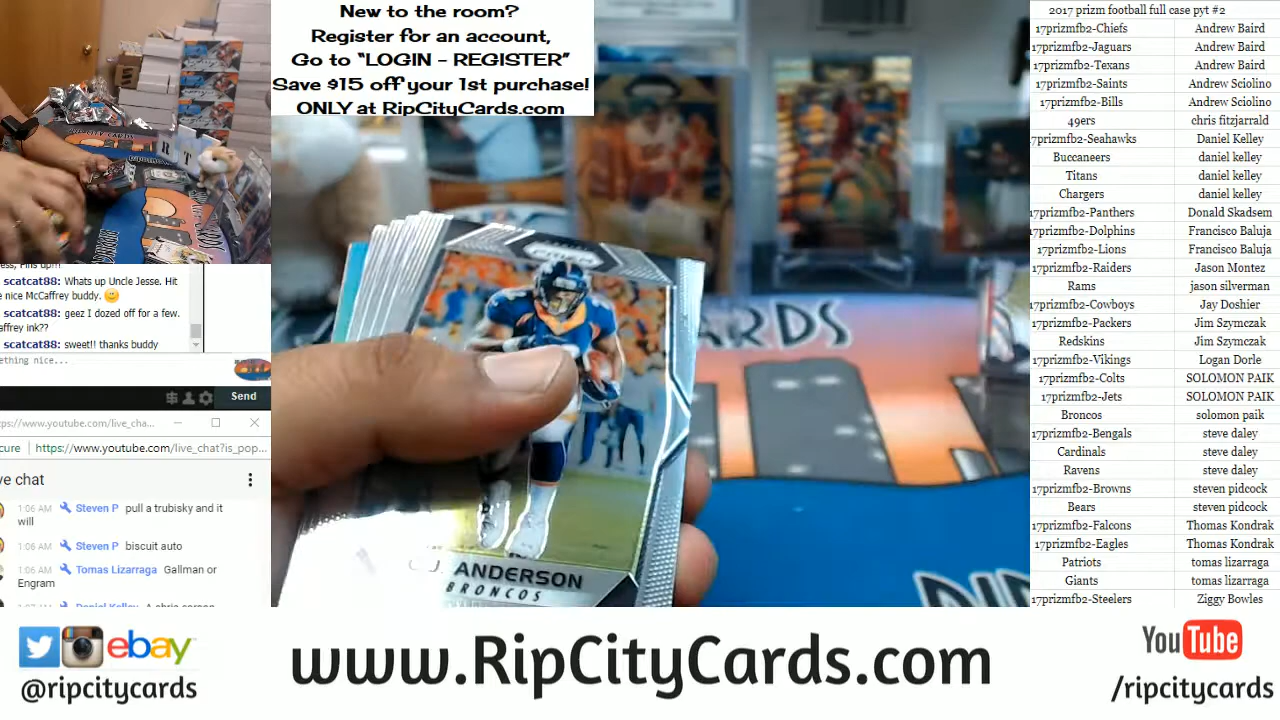 New to the room?
Register for an account,
Go to “LOGIN - REGISTER”
Save $15 off your 1st purchase!
ONLY at RipCityCards.com
scatcat88: Whats up Uncle Jesse. Hit
nice McCaffrey buddy.
scatcat88: geez I dozed off for a few.
ink??
scatcat88: sweet!! thanks buddy
nice...
Send
https://www.youtube.com/live_chat?is_pop...
chat
1:06 AM Steven P pull a trubisky and it
will
1:06 AM Steven P biscuit auto
1:06 AM Tomas Lizarraga Gallman or
Engram
C.J. ANDERSON
BRONCOS
2017 prizm football full case pyt #2
17prizmfb2-Chiefs Andrew Baird
17prizmfb2-Jaguars Andrew Baird
17prizmfb2-Texans Andrew Baird
17prizmfb2-Saints Andrew Sciolino
17prizmfb2-Bills Andrew Sciolino
49ers chris fitzjarrald
17prizmfb2-Seahawks Daniel Kelley
Buccaneers daniel kelley
Titans daniel kelley
Chargers daniel kelley
17prizmfb2-Panthers Donald Skadsem
17prizmfb2-Dolphins Francisco Baluja
17prizmfb2-Lions Francisco Baluja
17prizmfb2-Raiders Jason Montez
Rams jason silverman
17prizmfb2-Cowboys Jay Doshier
17prizmfb2-Packers Jim Szymczak
Redskins Jim Szymczak
17prizmfb2-Vikings Logan Dorle
17prizmfb2-Colts SOLOMON PAIK
17prizmfb2-Jets SOLOMON PAIK
Broncos solomon paik
17prizmfb2-Bengals steve daley
Cardinals steve daley
Ravens steve daley
17prizmfb2-Browns steven pidcock
Bears steven pidcock
17prizmfb2-Falcons Thomas Kondrak
17prizmfb2-Eagles Thomas Kondrak
Patriots tomas lizarraga
Giants tomas lizarraga
17prizmfb2-Steelers Ziggy Bowles
ebay
@ripcitycards
www.RipCityCards.com
YouTube
/ripcitycards